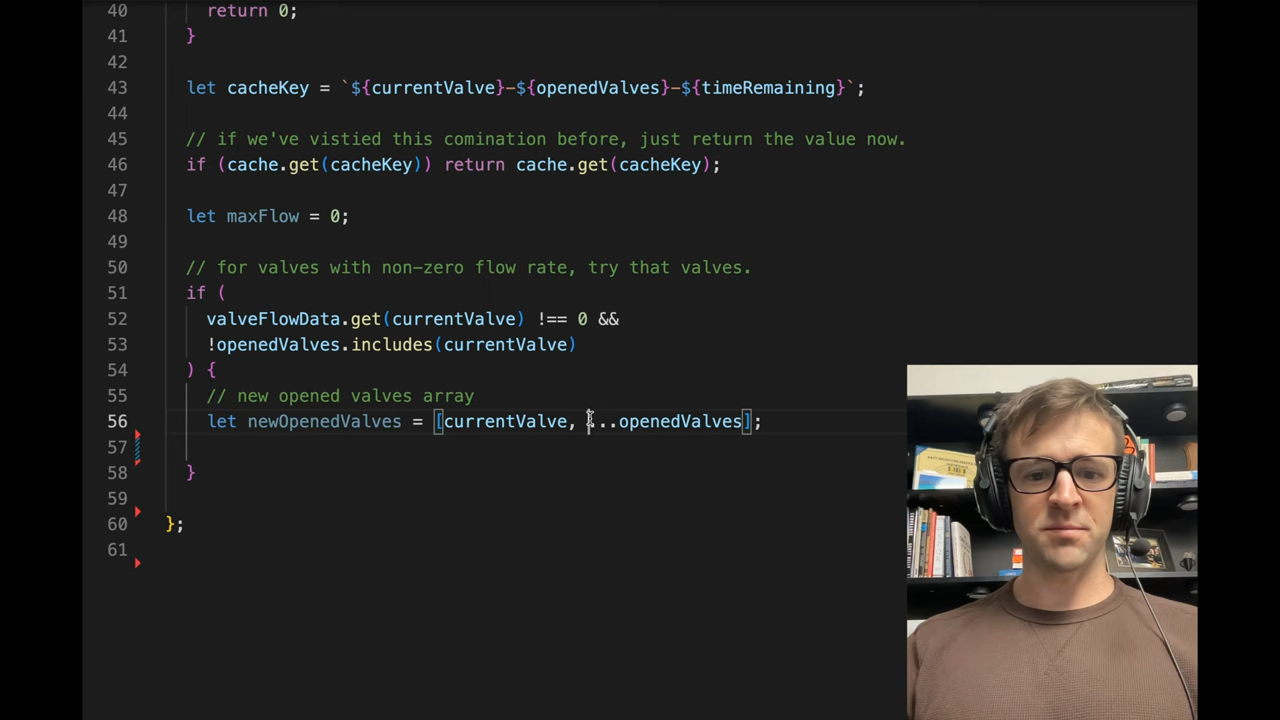 40 return 0;
41 }
42
43 let cacheKey = `${currentValve}-${openedValves}-${timeRemaining}`;
44
45 // if we've vistied this comination before, just return the value now.
46 if (cache.get(cacheKey)) return cache.get(cacheKey);
47
48 let maxFlow = 0;
49
50 // for valves with non-zero flow rate, try that valves.
51 if (
52 valveFlowData.get(currentValve) !== 0 &&
53 !openedValves.includes(currentValve)
54 ) {
55 // new opened valves array
56 let newOpenedValves = [currentValve, ...openedValves];
57
58 }
59
60 };
61